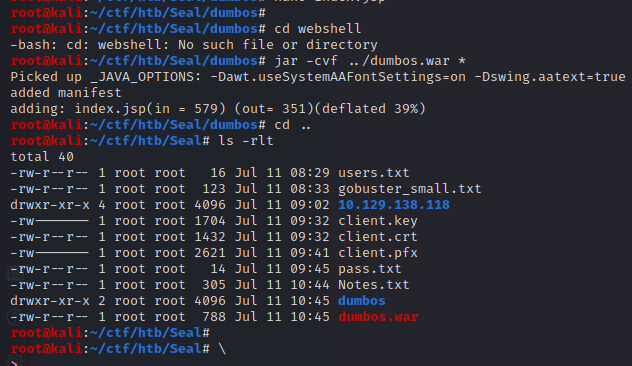 root@kali:~/ctf/htb/Seal/dumbos#
root@kali:~/ctf/htb/Seal/dumbos# cd webshell
-bash: cd: webshell: No such file or directory
root@kali:~/ctf/htb/Seal/dumbos# jar -cvf ../dumbos.war *
Picked up _JAVA_OPTIONS: -Dawt.useSystemAAFontSettings=on -Dswing.aatext=true
added manifest
adding: index.jsp(in = 579) (out= 351)(deflated 39%)
root@kali:~/ctf/htb/Seal/dumbos# cd ..
root@kali:~/ctf/htb/Seal# ls -rlt
total 40
-rw-r--r-- 1 root root   16 Jul 11 08:29 users.txt
-rw-r--r-- 1 root root  123 Jul 11 08:33 gobuster_small.txt
drwxr-xr-x 4 root root 4096 Jul 11 09:02 10.129.138.118
-rw------- 1 root root 1704 Jul 11 09:32 client.key
-rw-r--r-- 1 root root 1432 Jul 11 09:32 client.crt
-rw------- 1 root root 2621 Jul 11 09:41 client.pfx
-rw-r--r-- 1 root root   14 Jul 11 09:45 pass.txt
-rw-r--r-- 1 root root  305 Jul 11 10:44 Notes.txt
drwxr-xr-x 2 root root 4096 Jul 11 10:45 dumbos
-rw-r--r-- 1 root root  788 Jul 11 10:45 dumbos.war
root@kali:~/ctf/htb/Seal#
root@kali:~/ctf/htb/Seal# \
>